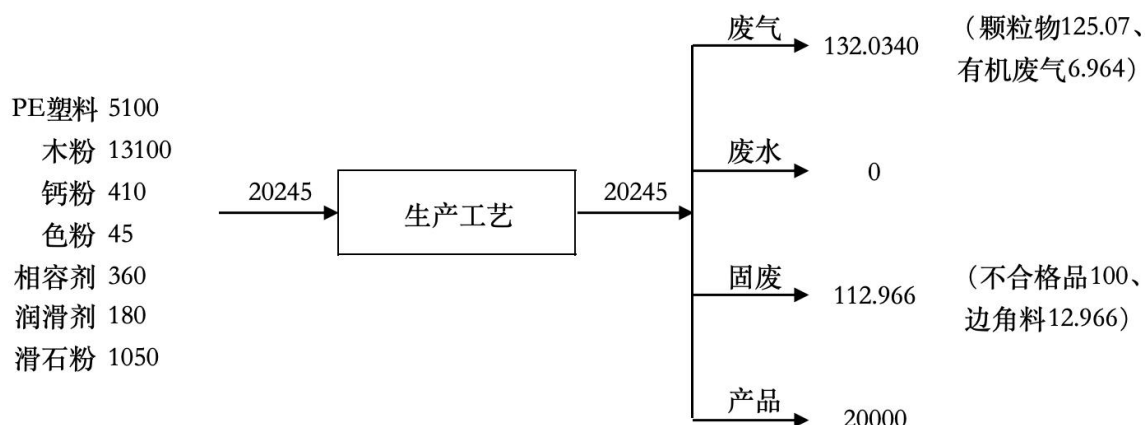 PE塑料 5100
木粉 13100
钙粉 410
色粉 45
相容剂 360
润滑剂 180
滑石粉 1050
20245
生产工艺
20245
废气
132.0340
（颗粒物125.07、
有机废气6.964）
废水
0
固废
112.966
（不合格品100、
边角料12.966）
产品
20000